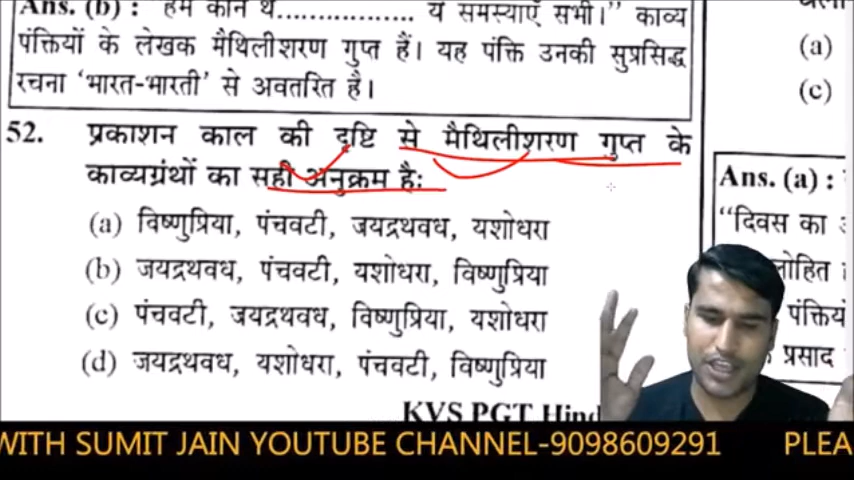 Ans. (b) : "हम कौन थे................. ये समस्याएँ सभी।" काव्य
पंक्तियों के लेखक मैथिलीशरण गुप्त हैं। यह पंक्ति उनकी सुप्रसिद्ध
रचना 'भारत-भारती' से अवतरित है।
52. प्रकाशन काल की दृष्टि से मैथिलीशरण गुप्त के
काव्यग्रंथों का सही अनुक्रम है:
(a) विष्णुप्रिया, पंचवटी, जयद्रथवध, यशोधरा
(b) जयद्रथवध, पंचवटी, यशोधरा, विष्णुप्रिया
(c) पंचवटी, जयद्रथवध, विष्णुप्रिया, यशोधरा
(d) जयद्रथवध, यशोधरा, पंचवटी, विष्णुप्रिया
KVS PGT Hind
(a)
(c)
Ans. (a) :
"दिवस का
पंक्तिय
प्रसाद
WITH SUMIT JAIN YOUTUBE CHANNEL-9098609291 PLEA